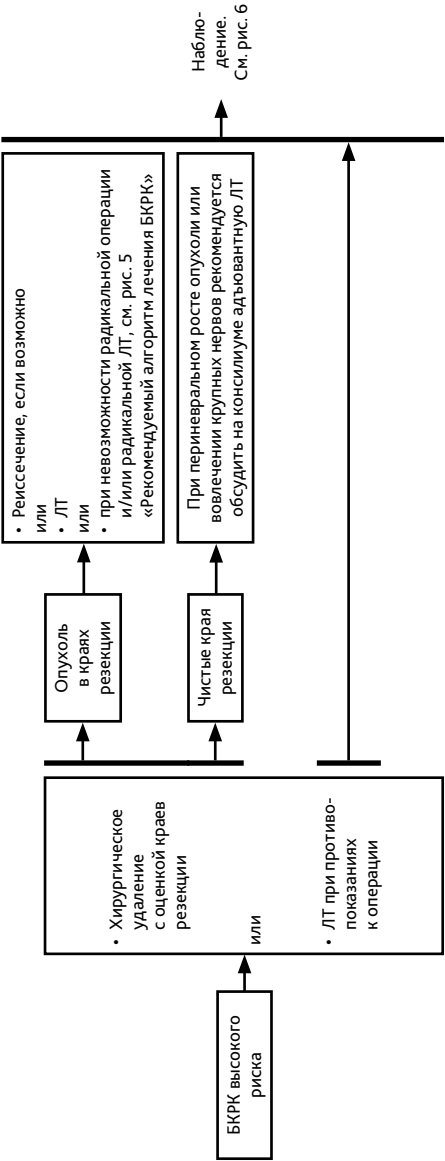 БКРК высокого
риска
• Хирургическое
удаление
с оценкой краев
резекции
или
• ЛТ при противо-
показаниях
к операции
Опухоль
в краях
резекции
Чистые края
резекции
• Реиссечение, если возможно
или
• ЛТ
или
• при невозможности радикальной операции
и/или радикальной ЛТ, см. рис. 5
«Рекомендуемый алгоритм лечения БКРК»
При периневральном росте опухоли или
вовлечении крупных нервов рекомендуется
обсудить на консилиуме адъювантную ЛТ
Наблю-
дение.
См. рис. 6